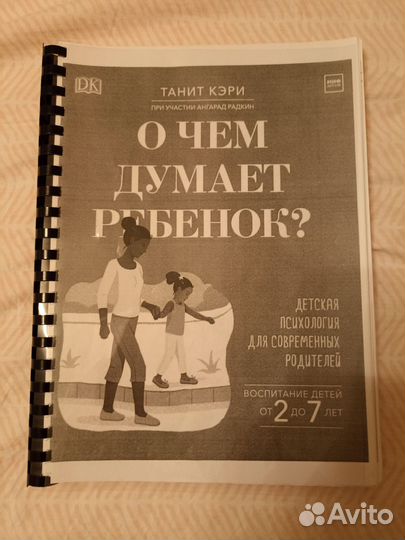 DK
ТАНИТ КЭРИ
ПРИ УЧАСТИИ АНГАРАД РАДКИН
О ЧЕМ
ДУМАЕТ
РЕБЕНОК?
ДЕТСКАЯ
ПСИХОЛОГИЯ
ДЛЯ СОВРЕМЕННЫХ
РОДИТЕЛЕЙ
ВОСПИТАНИЕ ДЕТЕЙ
ОТ 2 ДО 7 ЛЕТ
Avito